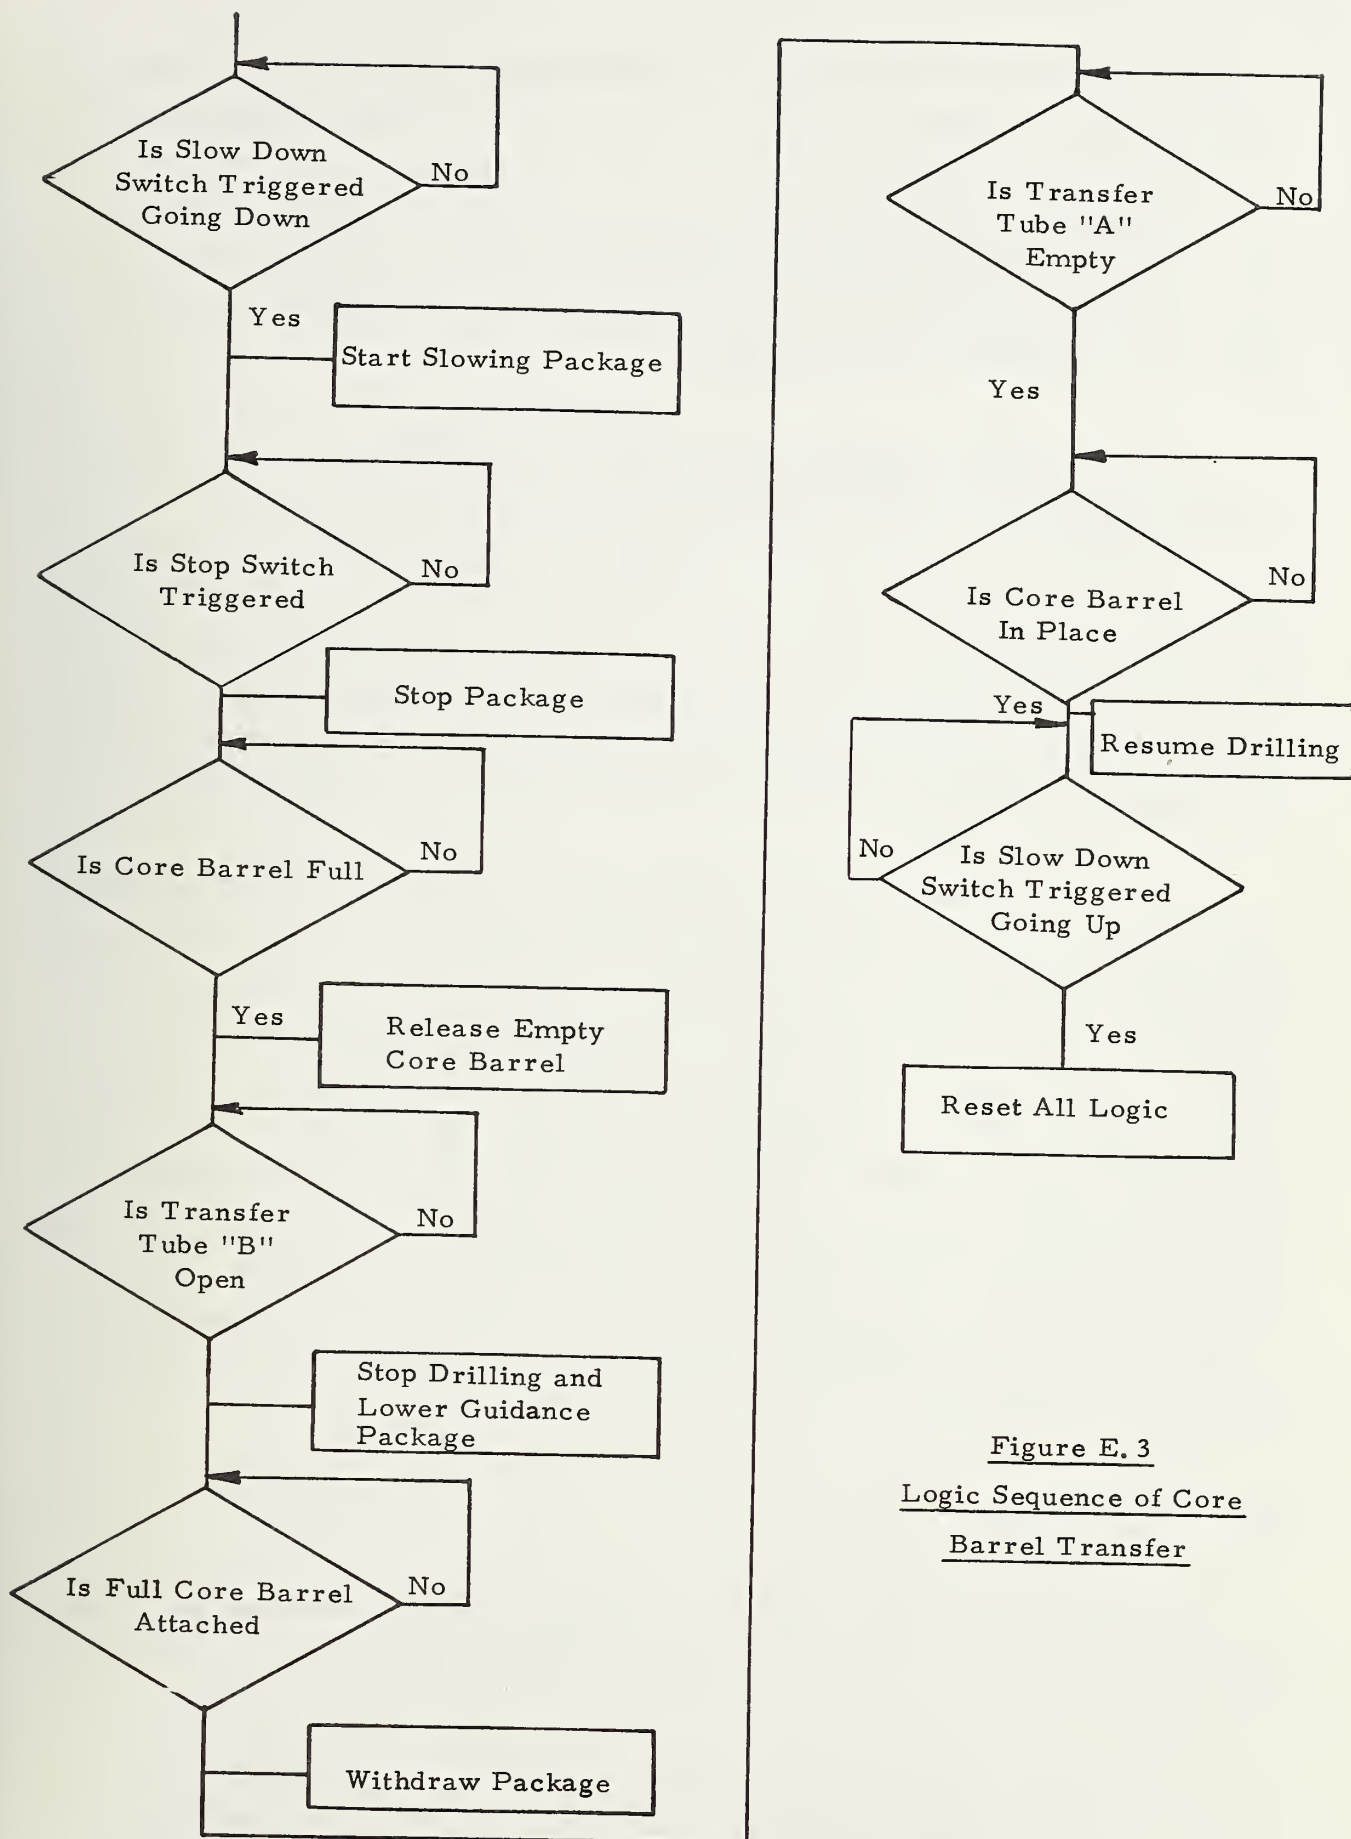 Is Slow Down
Switch Triggered
Going Down
No
Yes
Start Slowing Package
Is Stop Switch
Triggered
No
Stop Package
Is Core Barrel Full
No
Yes
Release Empty
Core Barrel
Is Transfer
Tube "B"
Open
No
Stop Drilling and
Lower Guidance
Package
Is Full Core Barrel
Attached
No
Withdraw Package
Is Transfer
Tube "A"
Empty
No
Yes
Is Core Barrel
In Place
No
Yes
Resume Drilling
No
Is Slow Down
Switch Triggered
Going Up
Yes
Reset All Logic
Figure E. 3
Logic Sequence of Core
Barrel Transfer